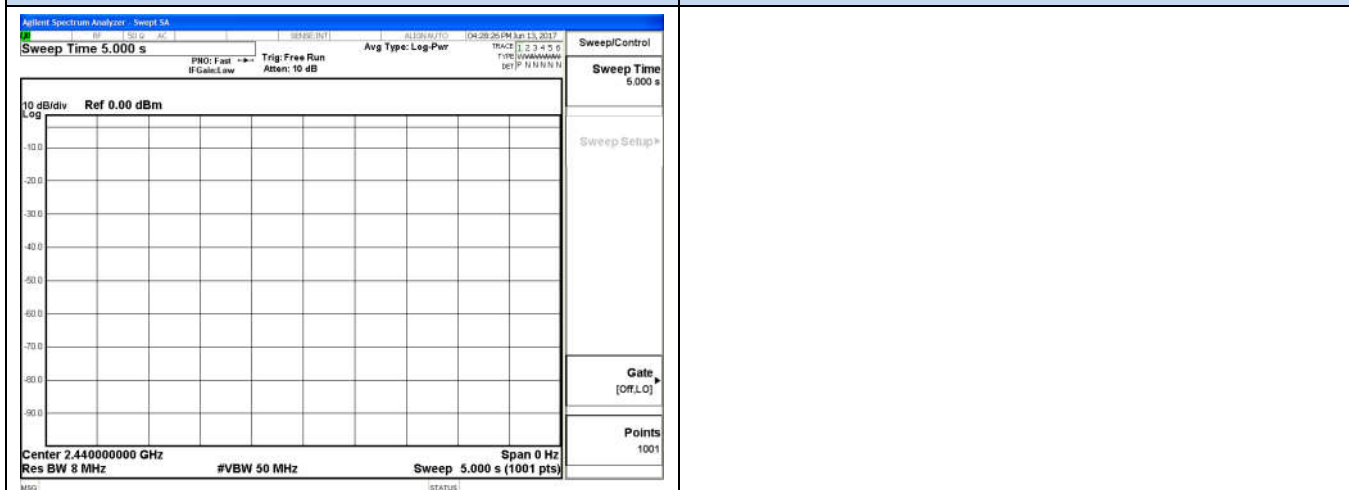 Agilent Spectrum Analyzer - Swept SA
RF 50 Ω AC SENSE:INT ALIGN AUTO 04:28:26 PM Jun 13, 2017
Sweep Time 5.000 s
PNO: Fast
IFGain:Low
Trig: Free Run
Atten: 10 dB
Avg Type: Log-Pwr
TRACE 1 2 3 4 5 6
TYPE
DET P N N N N N
Sweep/Control
Sweep Time
5.000 s
10 dB/div Ref 0.00 dBm
Log
-10.0
-20.0
-30.0
-40.0
-50.0
-60.0
-70.0
-80.0
-90.0
Sweep Setup
Gate
[Off,LO]
Points
1001
Center 2.440000000 GHz Span 0 Hz
Res BW 8 MHz #VBW 50 MHz Sweep 5.000 s (1001 pts)
MSG STATUS